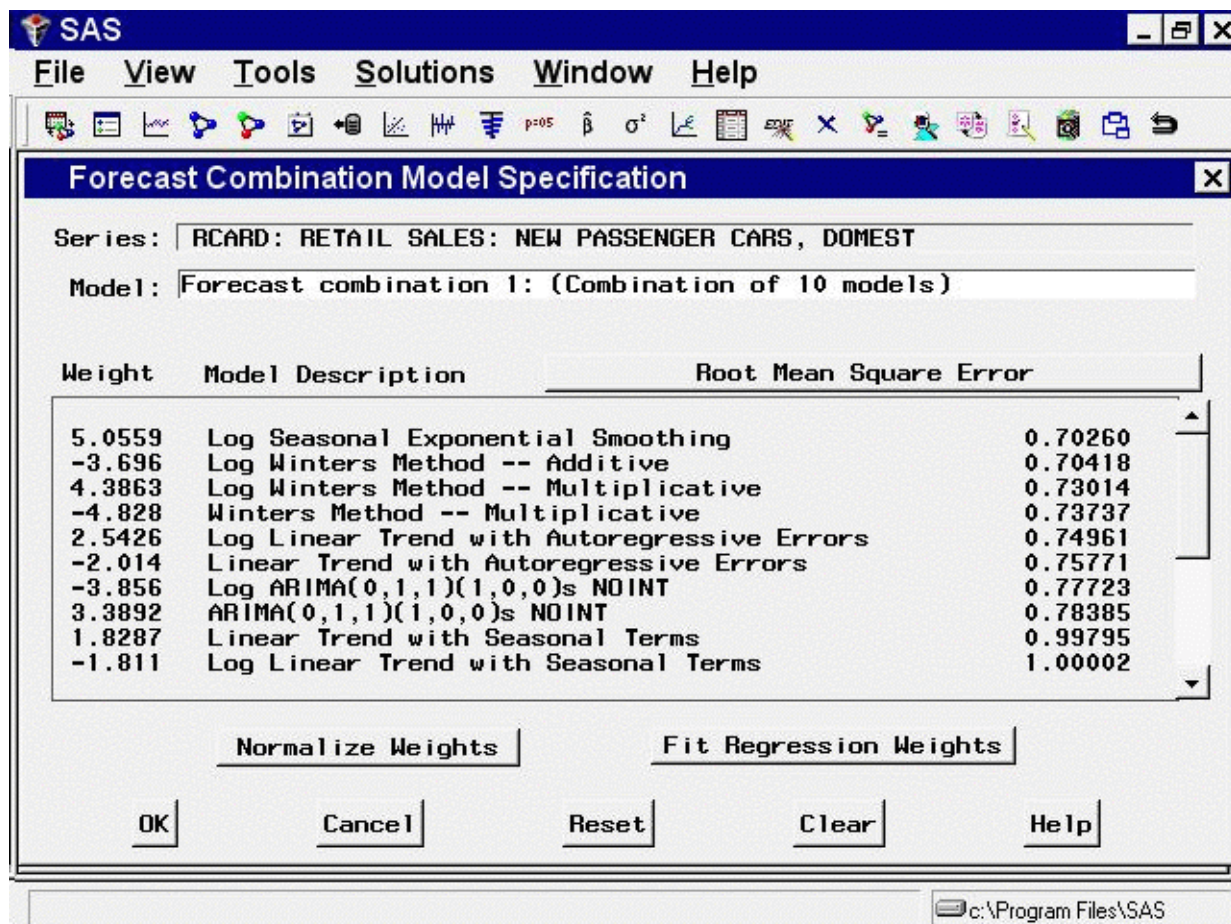 SAS
File View Tools Solutions Window Help
p=05 β̂ σ²
Forecast Combination Model Specification
Series: RCARD: RETAIL SALES: NEW PASSENGER CARS, DOMEST
Model: Forecast combination 1: (Combination of 10 models)
Weight Model Description Root Mean Square Error
5.0559 Log Seasonal Exponential Smoothing 0.70260
-3.696 Log Winters Method -- Additive 0.70418
4.3863 Log Winters Method -- Multiplicative 0.73014
-4.828 Winters Method -- Multiplicative 0.73737
2.5426 Log Linear Trend with Autoregressive Errors 0.74961
-2.014 Linear Trend with Autoregressive Errors 0.75771
-3.856 Log ARIMA(0,1,1)(1,0,0)s NOINT 0.77723
3.3892 ARIMA(0,1,1)(1,0,0)s NOINT 0.78385
1.8287 Linear Trend with Seasonal Terms 0.99795
-1.811 Log Linear Trend with Seasonal Terms 1.00002
Normalize Weights Fit Regression Weights
OK Cancel Reset Clear Help
c:\Program Files\SAS